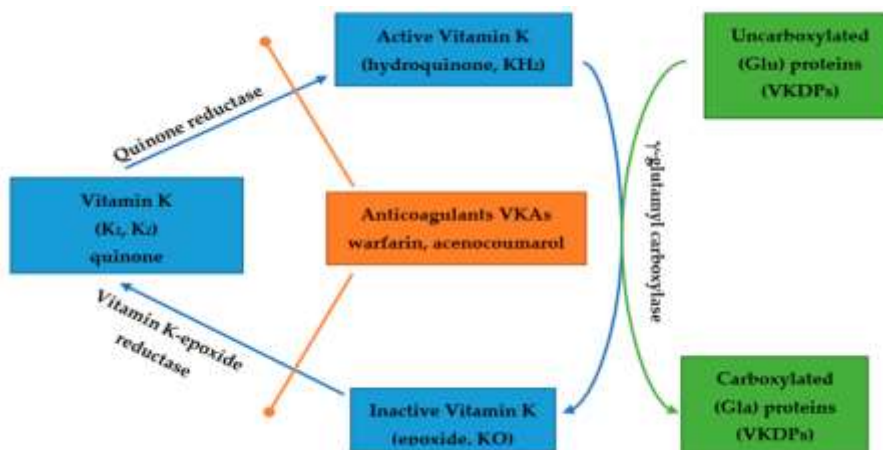 Active Vitamin K
(hydroquinone, KH₂)
Uncarboxylated
(Glu) proteins
(VKDPs)
Quinone reductase
γ-glutamyl carboxylase
Vitamin K
(K₁, K₂)
quinone
Anticoagulants VKAs
warfarin, acenocoumarol
Vitamin K-epoxide
reductase
Inactive Vitamin K
(epoxide, KO)
Carboxylated
(Gla) proteins
(VKDPs)